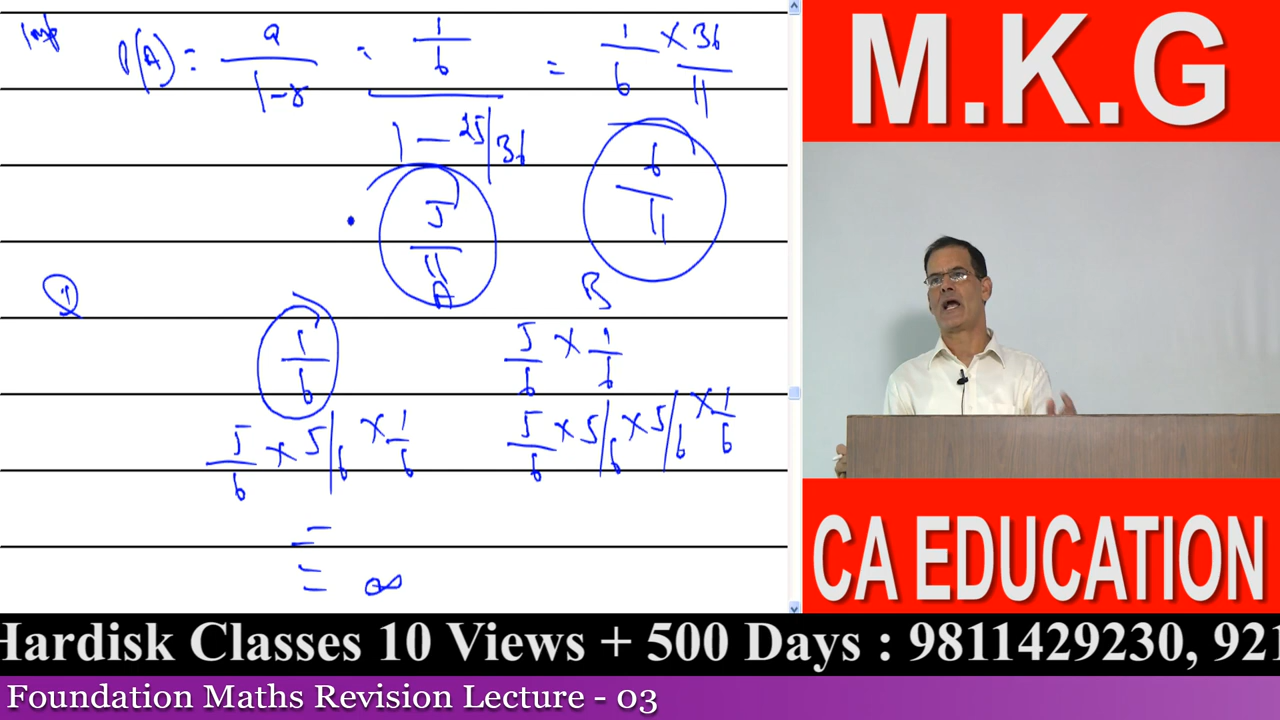 Imp P(A) = a/(1-r) = (1/6)/(1 - 25/36) = 1/6 × 36/11
5/11 6/11
Q A B
1/6 5/6 × 1/6
5/6 × 5/6 × 1/6 5/6 × 5/6 × 5/6 × 1/6
=
= ∞
M.K.G
CA EDUCATION
Hardisk Classes 10 Views + 500 Days : 9811429230, 921
Foundation Maths Revision Lecture - 03